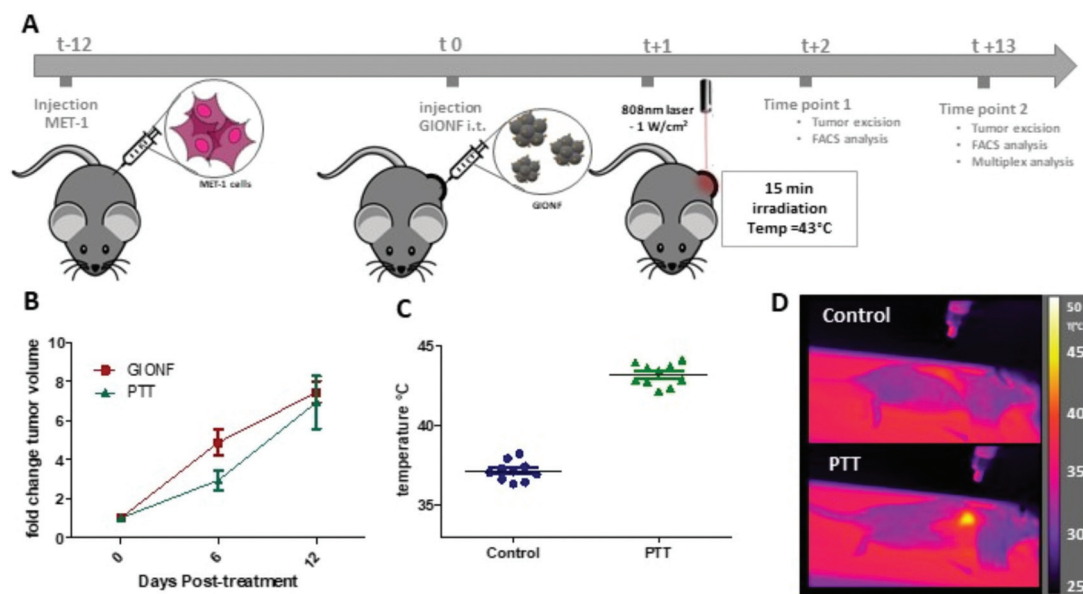 A
t-12
t 0
t+1
t+2
t +13
Injection
MET-1
MET-1 cells
injection
GIONF i.t.
GIONF
808nm laser
- 1 W/cm²
15 min
irradiation
Temp =43°C
Time point 1
• Tumor excision
• FACS analysis
Time point 2
• Tumor excision
• FACS analysis
• Multiplex analysis
B
fold change tumor volume
10
8
6
4
2
0
GIONF
PTT
0
6
12
Days Post-treatment
C
temperature °C
45
40
35
Control
PTT
D
Control
PTT
50
45
40
35
30
25